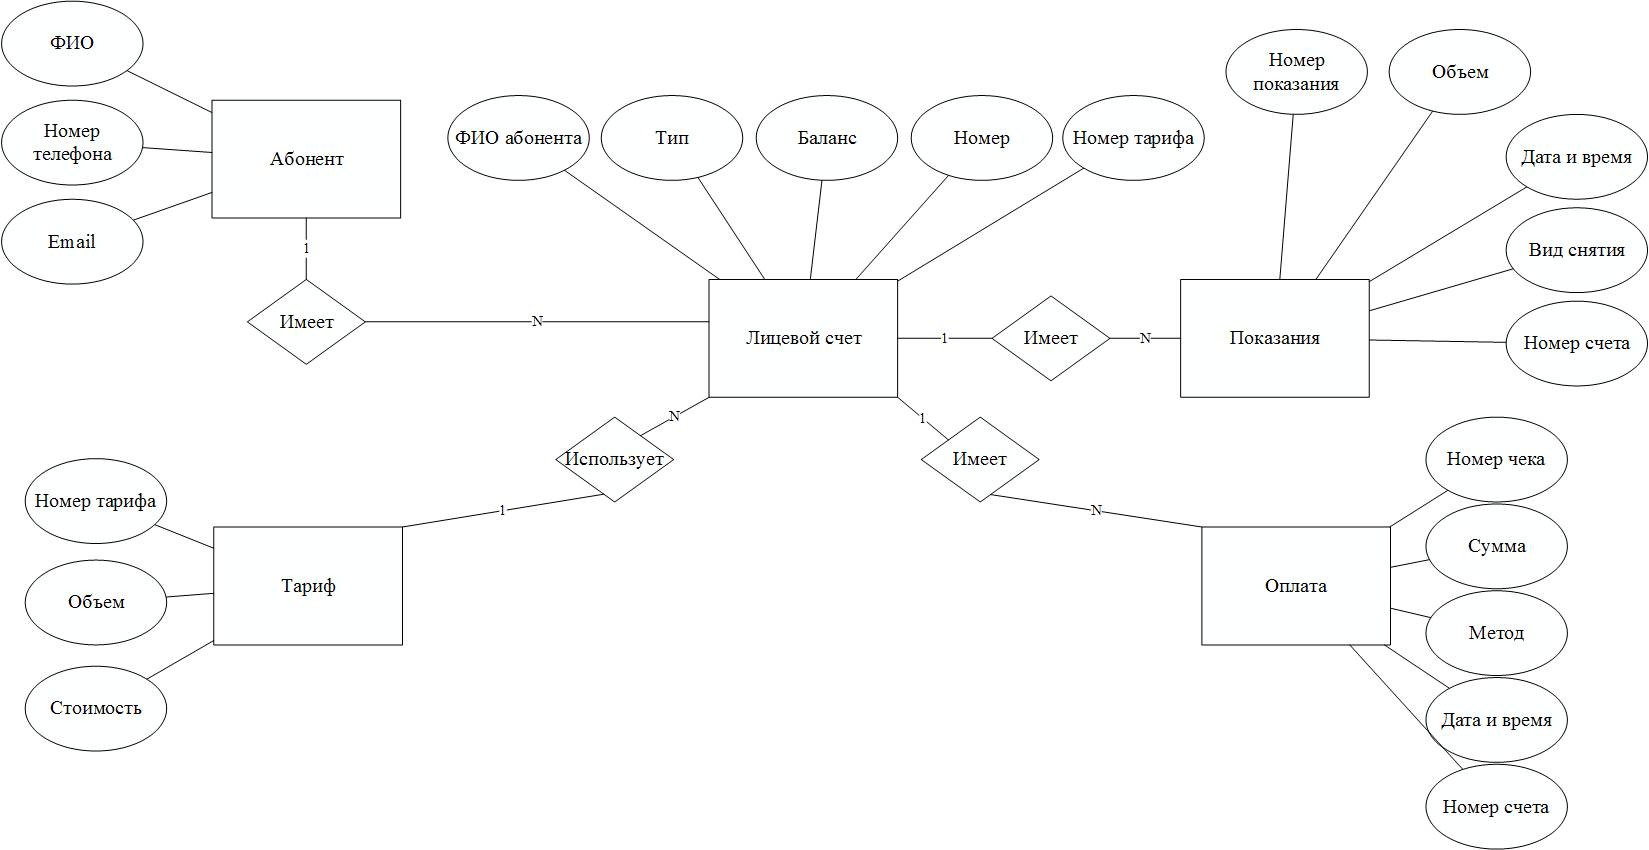 ФИО
Номер
телефона
Email
Абонент
1
Имеет
N
ФИО абонента
Тип
Баланс
Номер
Номер тарифа
Лицевой счет
1
Имеет
N
Номер
показания
Объем
Дата и время
Вид снятия
Номер счета
Показания
N
Использует
1
Номер тарифа
Объем
Стоимость
Тариф
1
Имеет
N
Оплата
Номер чека
Сумма
Метод
Дата и время
Номер счета